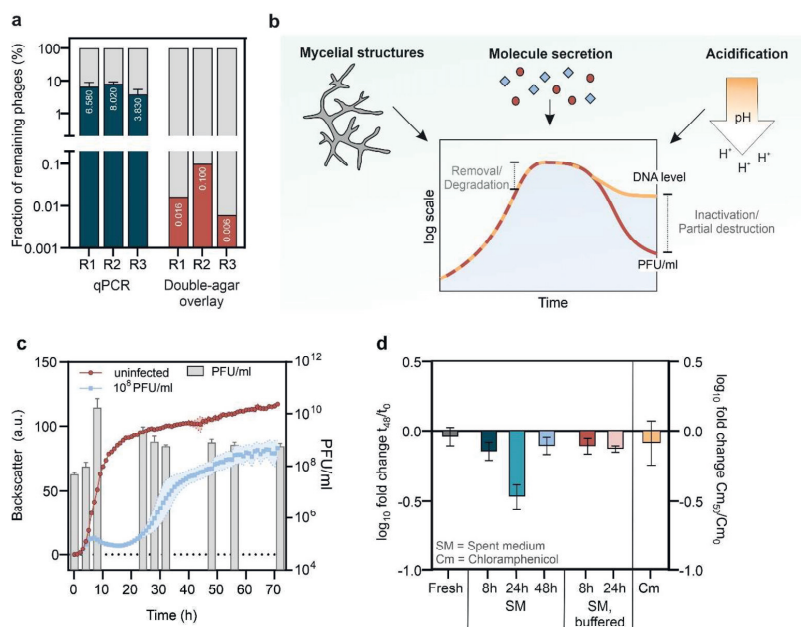 a
Fraction of remaining phages (%)
100
10
1
0.1
0.01
0.001
6.580
8.020
3.830
0.016
0.100
0.006
R1 R2 R3 R1 R2 R3
qPCR Double-agar
overlay
b
Mycelial structures
Molecule secretion
Acidification
pH
H+ H+ H+
Removal/
Degradation
DNA level
Inactivation/
Partial destruction
PFU/ml
log scale
Time
c
uninfected
10⁸ PFU/ml
PFU/ml
Backscatter (a.u.)
150
100
50
0
PFU/ml
10¹²
10¹⁰
10⁸
10⁶
10⁴
0 10 20 30 40 50 60 70
Time (h)
d
log₁₀ fold change t₄₈/t₀
0.5
0.0
-0.5
-1.0
log₁₀ fold change Cm₅/Cm₀
0.5
0.0
-0.5
-1.0
SM = Spent medium
Cm = Chloramphenicol
Fresh 8h 24h 48h 8h 24h Cm
SM SM,
buffered